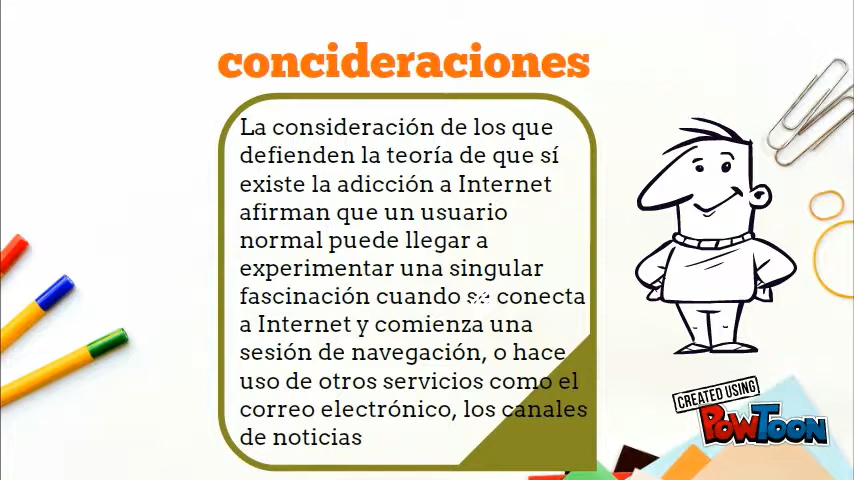 concideraciones
La consideración de los que
defienden la teoría de que sí
existe la adicción a Internet
afirman que un usuario
normal puede llegar a
experimentar una singular
fascinación cuando se conecta
a Internet y comienza una
sesión de navegación, o hace
uso de otros servicios como el
correo electrónico, los canales
de noticias
CREATED USING
POWTOON